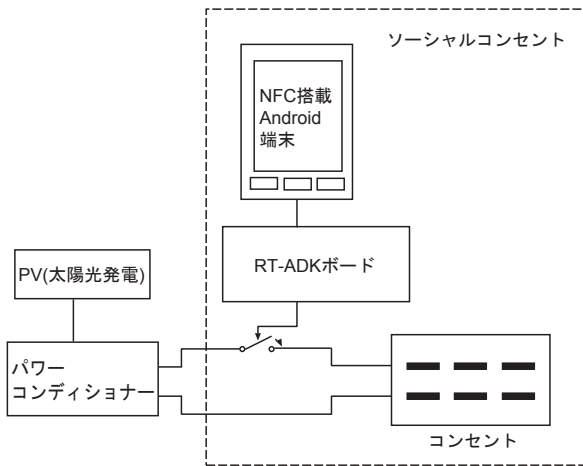 ソーシャルコンセント
NFC搭載
Android
端末
RT-ADKボード
PV(太陽光発電)
パワー
コンディショナー
コンセント